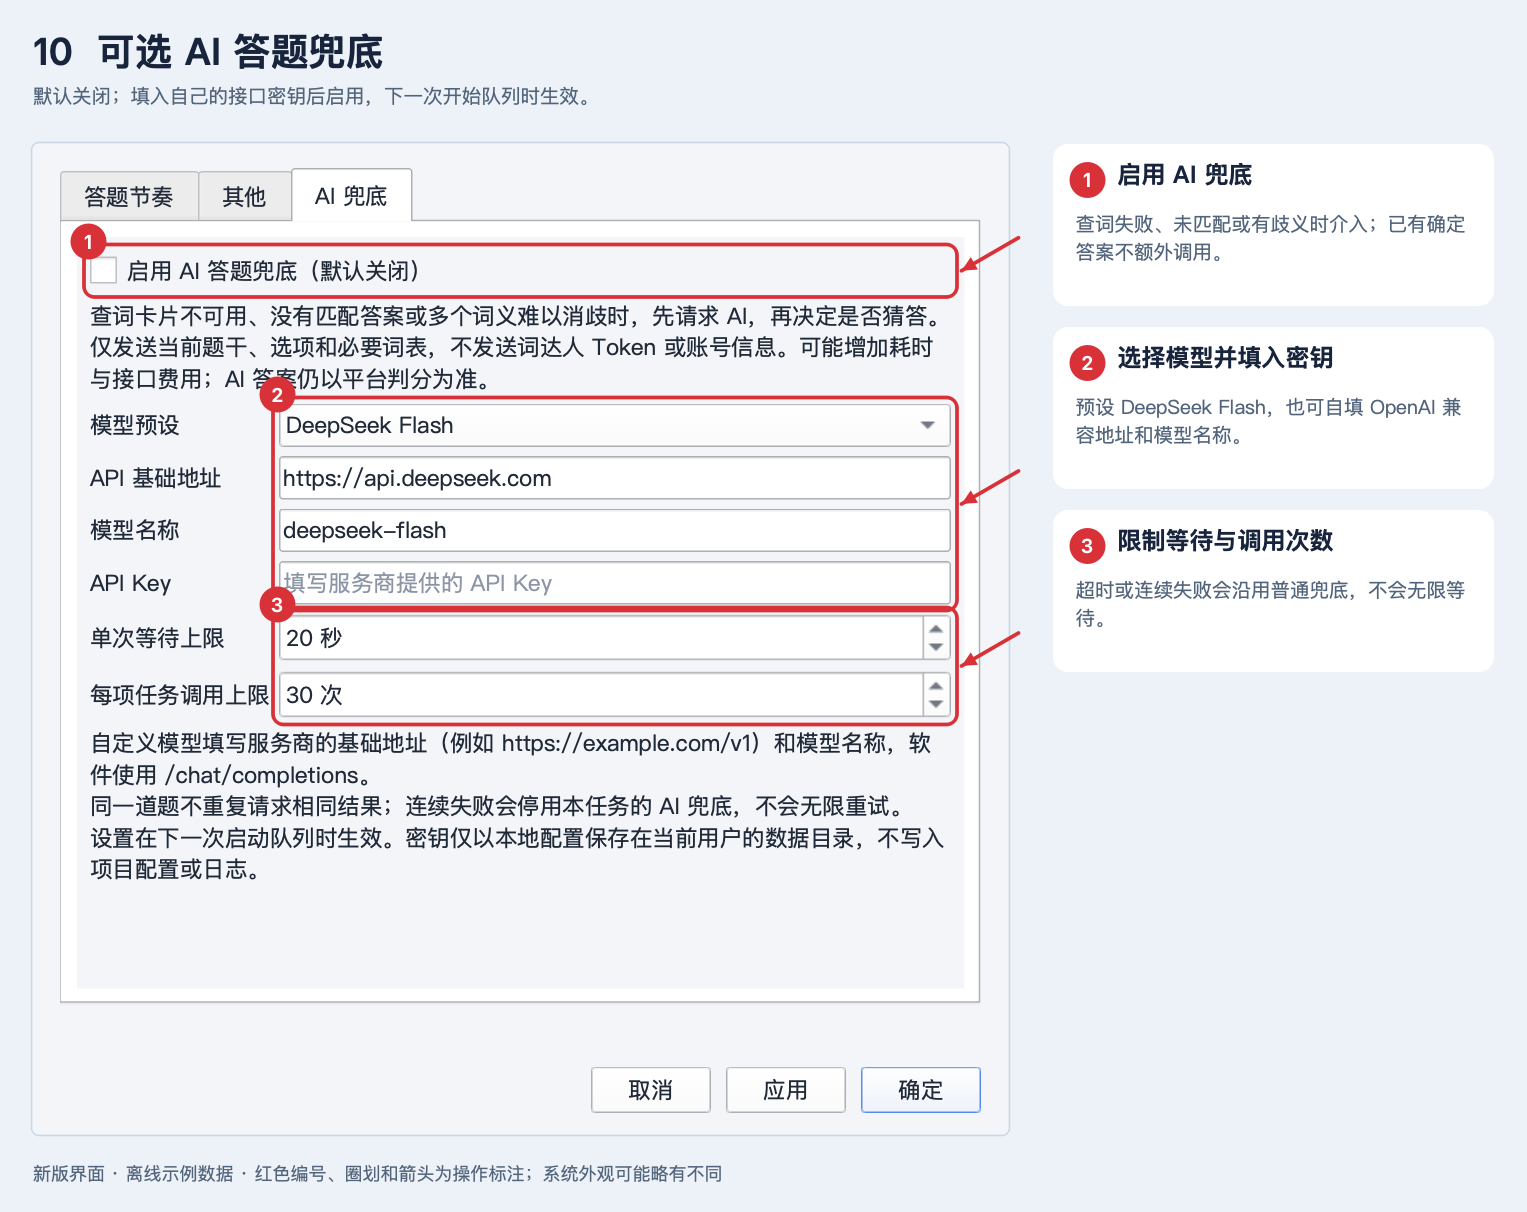 10 可选 AI 答题兜底
默认关闭；填入自己的接口密钥后启用，下一次开始队列时生效。
答题节奏
其他
AI 兜底
1
启用 AI 答题兜底（默认关闭）
查词卡片不可用、没有匹配答案或多个词义难以消歧时，先请求 AI，再决定是否猜答。
仅发送当前题干、选项和必要词表，不发送词达人 Token 或账号信息。可能增加耗时
与接口费用；AI 答案仍以平台判分为准。
2
模型预设
DeepSeek Flash
API 基础地址
https://api.deepseek.com
模型名称
deepseek-flash
API Key
填写服务商提供的 API Key
3
单次等待上限
20 秒
每项任务调用上限
30 次
自定义模型填写服务商的基础地址（例如 https://example.com/v1）和模型名称，软
件使用 /chat/completions。
同一道题不重复请求相同结果；连续失败会停用本任务的 AI 兜底，不会无限重试。
设置在下一次启动队列时生效。密钥仅以本地配置保存在当前用户的数据目录，不写入
项目配置或日志。
取消
应用
确定
1 启用 AI 兜底
查词失败、未匹配或有歧义时介入；已有确定
答案不额外调用。
2 选择模型并填入密钥
预设 DeepSeek Flash，也可自填 OpenAI 兼
容地址和模型名称。
3 限制等待与调用次数
超时或连续失败会沿用普通兜底，不会无限等
待。
新版界面 · 离线示例数据 · 红色编号、圈划和箭头为操作标注；系统外观可能略有不同